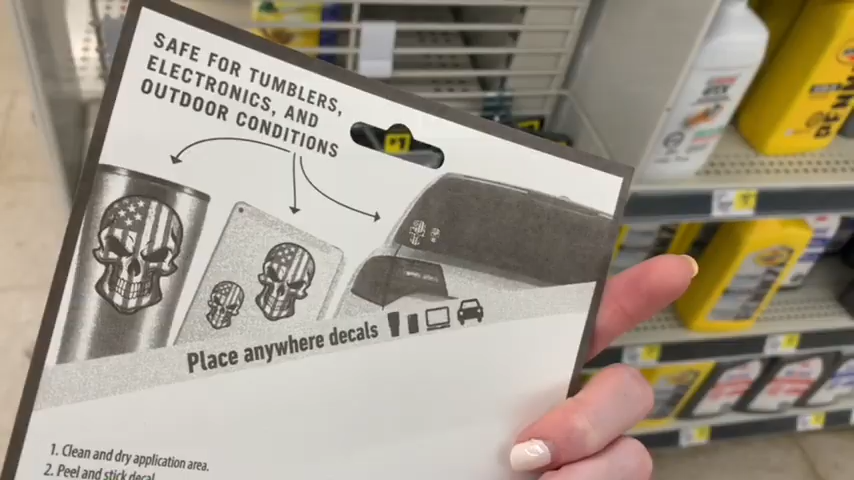 SAFE FOR TUMBLERS,
ELECTRONICS, AND
OUTDOOR CONDITIONS
$1
Place anywhere decals
1. Clean and dry application area.
2. Peel and stick decal